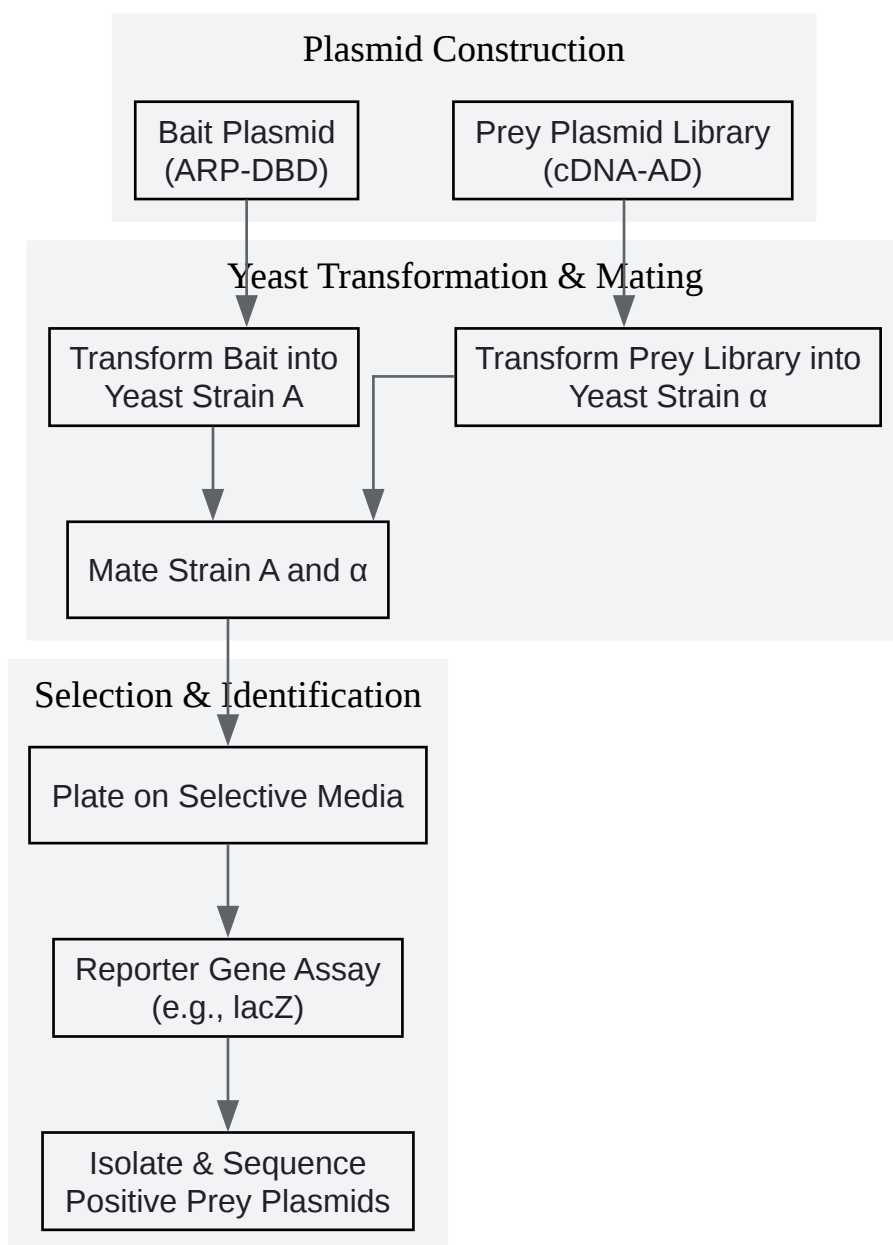 Plasmid Construction
Bait Plasmid
(ARP-DBD)
Prey Plasmid Library
(cDNA-AD)
Yeast Transformation & Mating
Transform Bait into
Yeast Strain A
Transform Prey Library into
Yeast Strain α
Mate Strain A and α
Selection & Identification
Plate on Selective Media
Reporter Gene Assay
(e.g., lacZ)
Isolate & Sequence
Positive Prey Plasmids